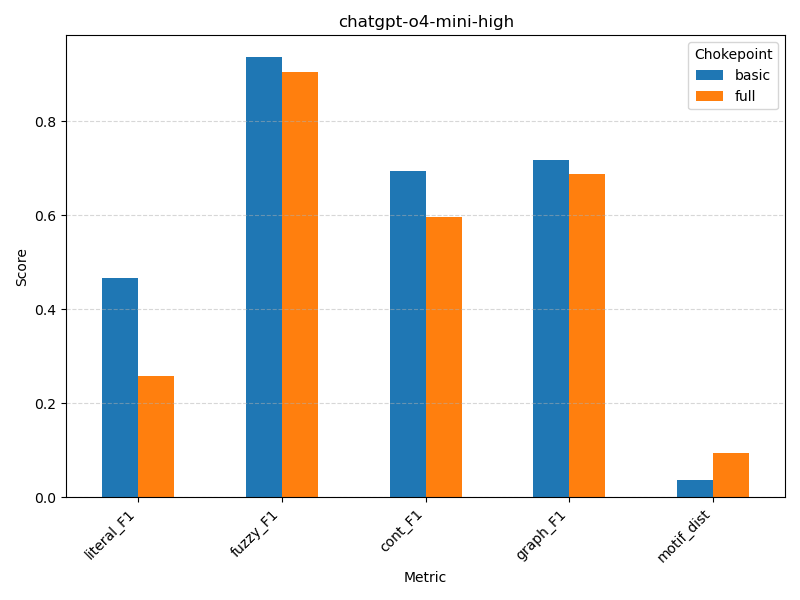 chatgpt-o4-mini-high
Chokepoint
basic
full
Score
0.8
0.6
0.4
0.2
0.0
literal_F1
fuzzy_F1
cont_F1
graph_F1
motif_dist
Metric